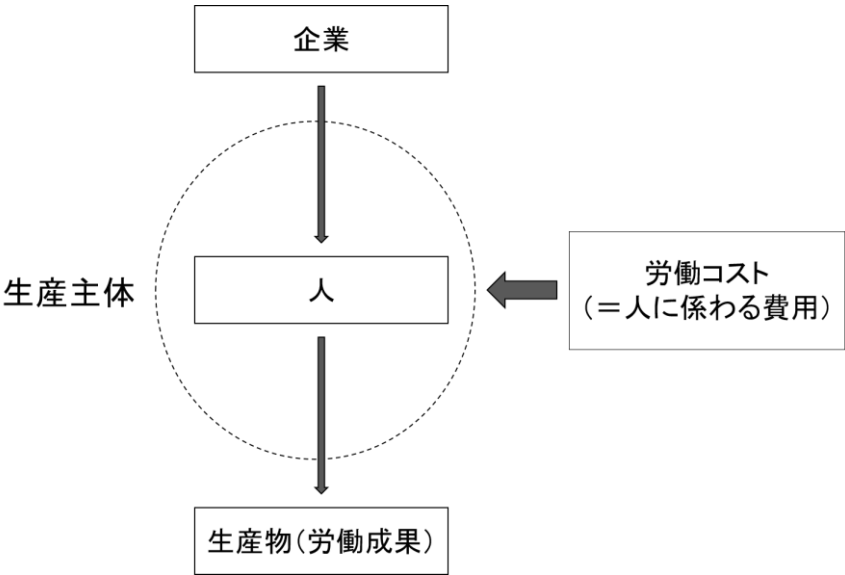 企業
生産主体
人
労働コスト
（＝人に係わる費用）
生産物（労働成果）